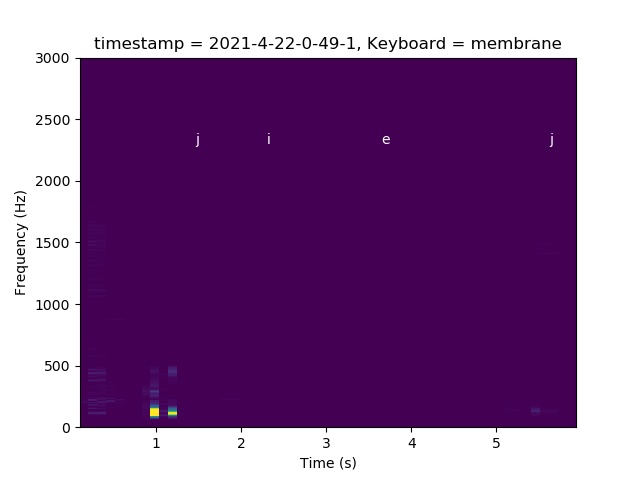 timestamp = 2021-4-22-0-49-1, Keyboard = membrane
3000
2500
2000
1500
1000
500
0
Frequency (Hz)
j i e j
1 2 3 4 5
Time (s)